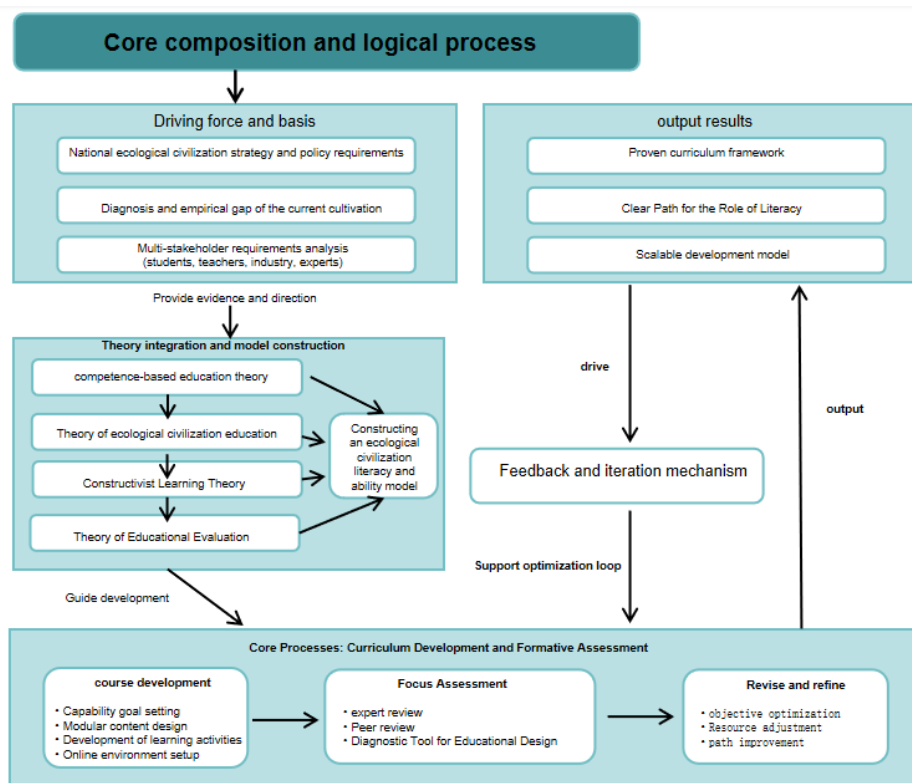 Core composition and logical process
Driving force and basis
National ecological civilization strategy and policy requirements
Diagnosis and empirical gap of the current cultivation
Multi-stakeholder requirements analysis
(students, teachers, industry, experts)
output results
Proven curriculum framework
Clear Path for the Role of Literacy
Scalable development model
Provide evidence and direction
Theory integration and model construction
competence-based education theory
Theory of ecological civilization education
Constructivist Learning Theory
Theory of Educational Evaluation
Constructing
an ecological
civilization
literacy and
ability model
drive
output
Feedback and iteration mechanism
Support optimization loop
Guide development
Core Processes: Curriculum Development and Formative Assessment
course development
• Capability goal setting
• Modular content design
• Development of learning activities
• Online environment setup
Focus Assessment
• expert review
• Peer review
• Diagnostic Tool for Educational Design
Revise and refine
• objective optimization
• Resource adjustment
• path improvement